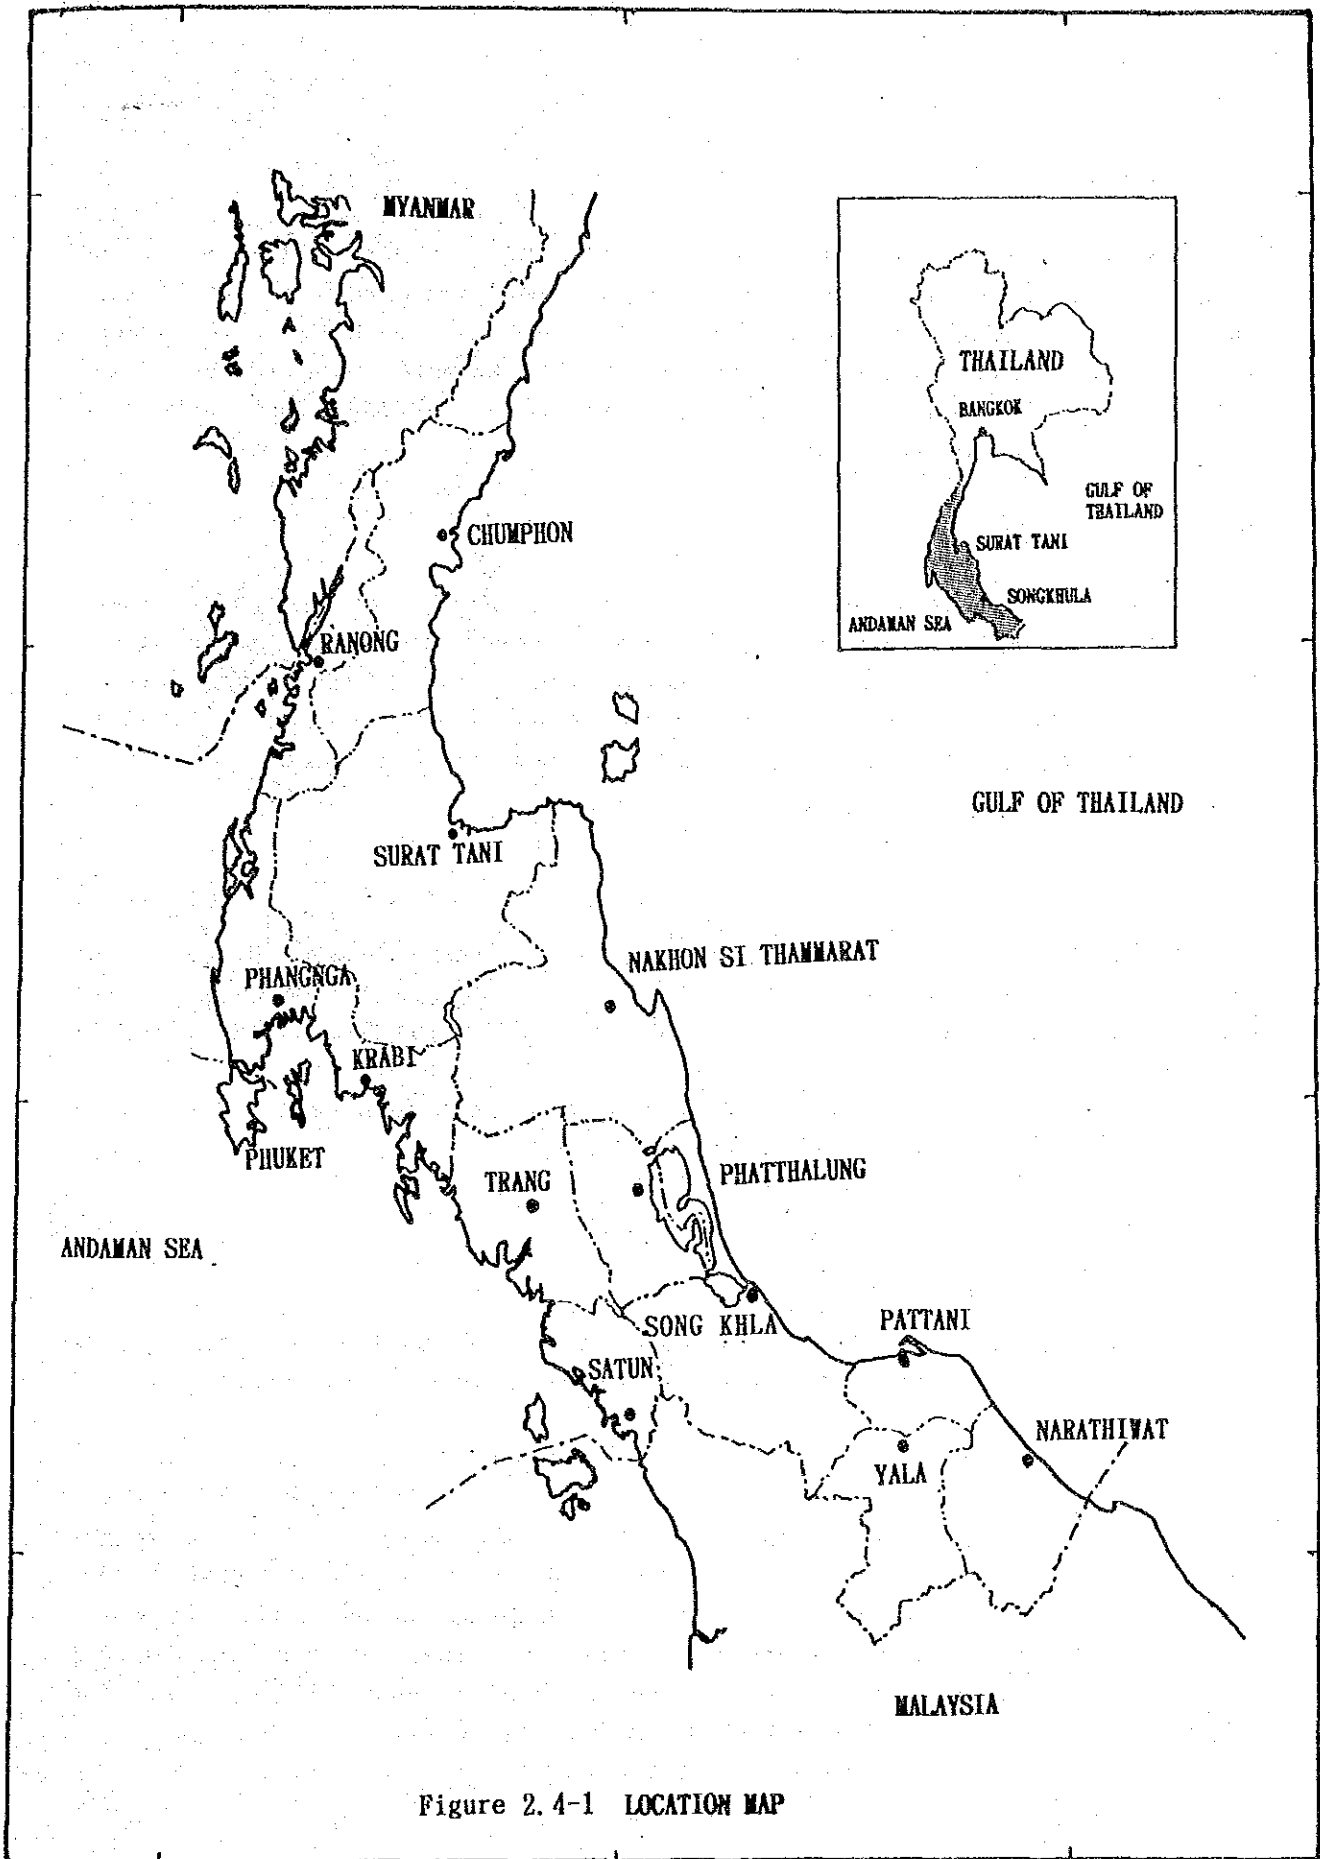 MYANMAR
THAILAND
BANGKOK
GULF OF
THAILAND
SURAT TANI
SONGKHULA
ANDAMAN SEA
CHUMPHON
RANONG
GULF OF THAILAND
SURAT TANI
NAKHON SI THAMMARAT
PHANGNGA
KRABI
PHUKET
TRANG
PHATTHALUNG
ANDAMAN SEA
SONG KHLA
PATTANI
SATUN
NARATHIWAT
YALA
MALAYSIA
Figure 2.4-1 LOCATION MAP